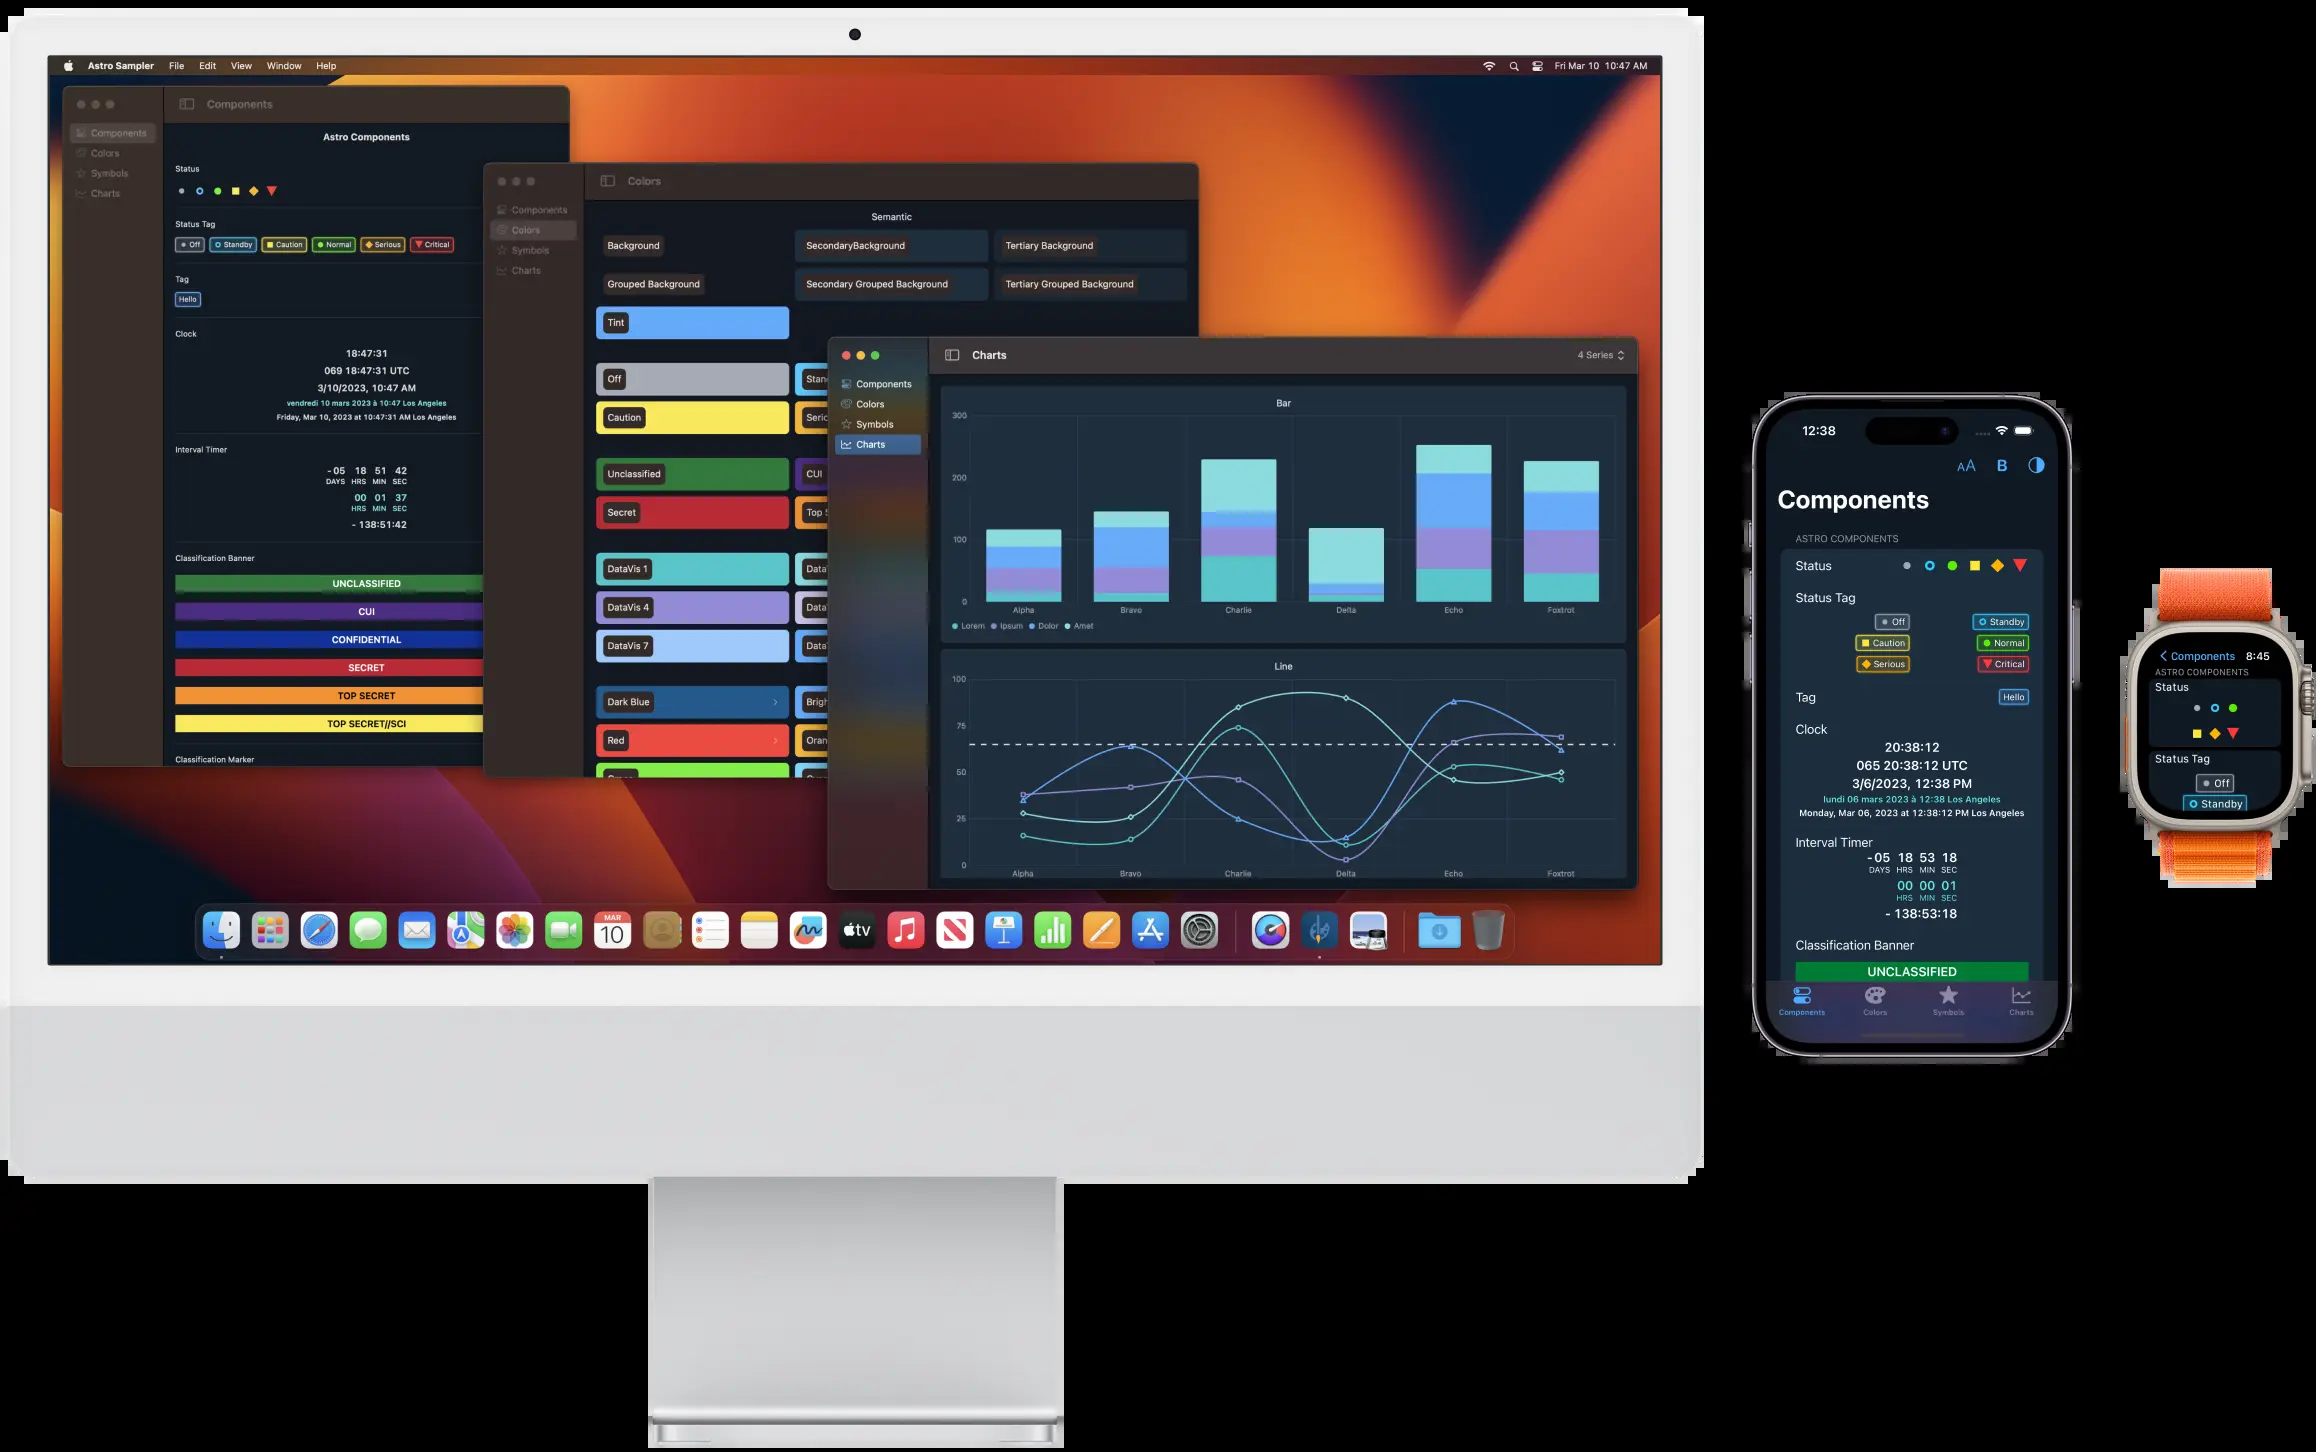 Astro Sampler File Edit View Window Help
Fri Mar 10 10:47 AM
Components
Components
Colors
Symbols
Charts
Astro Components
Status
Status Tag
Off Standby Caution Normal Serious Critical
Tag
Hello
Clock
18:47:31
069 18:47:31 UTC
3/10/2023, 10:47 AM
vendredi 10 mars 2023 à 10:47 Los Angeles
Friday, Mar 10, 2023 at 10:47:31 AM Los Angeles
Interval Timer
-05 18 51 42
DAYS HRS MIN SEC
00 01 37
HRS MIN SEC
- 138:51:42
Classification Banner
UNCLASSIFIED
CUI
CONFIDENTIAL
SECRET
TOP SECRET
TOP SECRET//SCI
Classification Marker
Colors
Components
Colors
Symbols
Charts
Semantic
Background SecondaryBackground Tertiary Background
Grouped Background Secondary Grouped Background Tertiary Grouped Background
Tint
Off
Caution
Unclassified CUI
Secret Top
DataVis 1
DataVis 4
DataVis 7
Dark Blue
Red
Charts
4 Series
Components
Colors
Symbols
Charts
Bar
300
200
100
0
Alpha Bravo Charlie Delta Echo Foxtrot
Lorem Ipsum Dolor Amet
Line
100
75
50
25
0
Alpha Bravo Charlie Delta Echo Foxtrot
MAR
10
tv
12:38
AA B
Components
ASTRO COMPONENTS
Status
Status Tag
Off Standby
Caution Normal
Serious Critical
Tag Hello
Clock
20:38:12
065 20:38:12 UTC
3/6/2023, 12:38 PM
lundi 06 mars 2023 à 12:38 Los Angeles
Monday, Mar 06, 2023 at 12:38:12 PM Los Angeles
Interval Timer
-05 18 53 18
DAYS HRS MIN SEC
00 00 01
HRS MIN SEC
- 138:53:18
Classification Banner
UNCLASSIFIED
Components Colors Symbols Charts
Components 8:45
ASTRO COMPONENTS
Status
Status Tag
Off
Standby